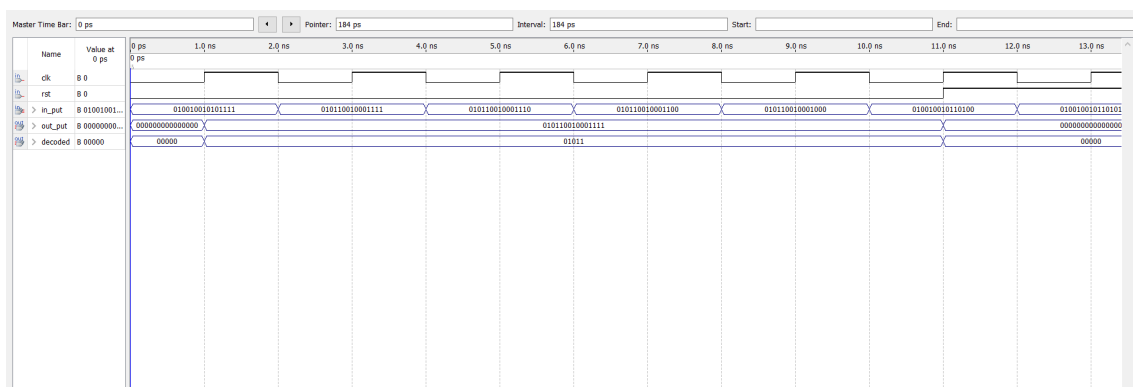 Master Time Bar: 0 ps Pointer: 184 ps Interval: 184 ps Start: End:
Name Value at 0 ps 0 ps 1.0 ns 2.0 ns 3.0 ns 4.0 ns 5.0 ns 6.0 ns 7.0 ns 8.0 ns 9.0 ns 10.0 ns 11.0 ns 12.0 ns 13.0 ns
0 ps
clk B 0
rst B 0
> in_put B 01001001... 010010010101111 010110010001111 010110010001110 010110010001100 010110010001000 010010010110100 010010010110101
> out_put B 00000000... 000000000000000 010110010001111 000000000000000
> decoded B 00000 00000 01011 00000